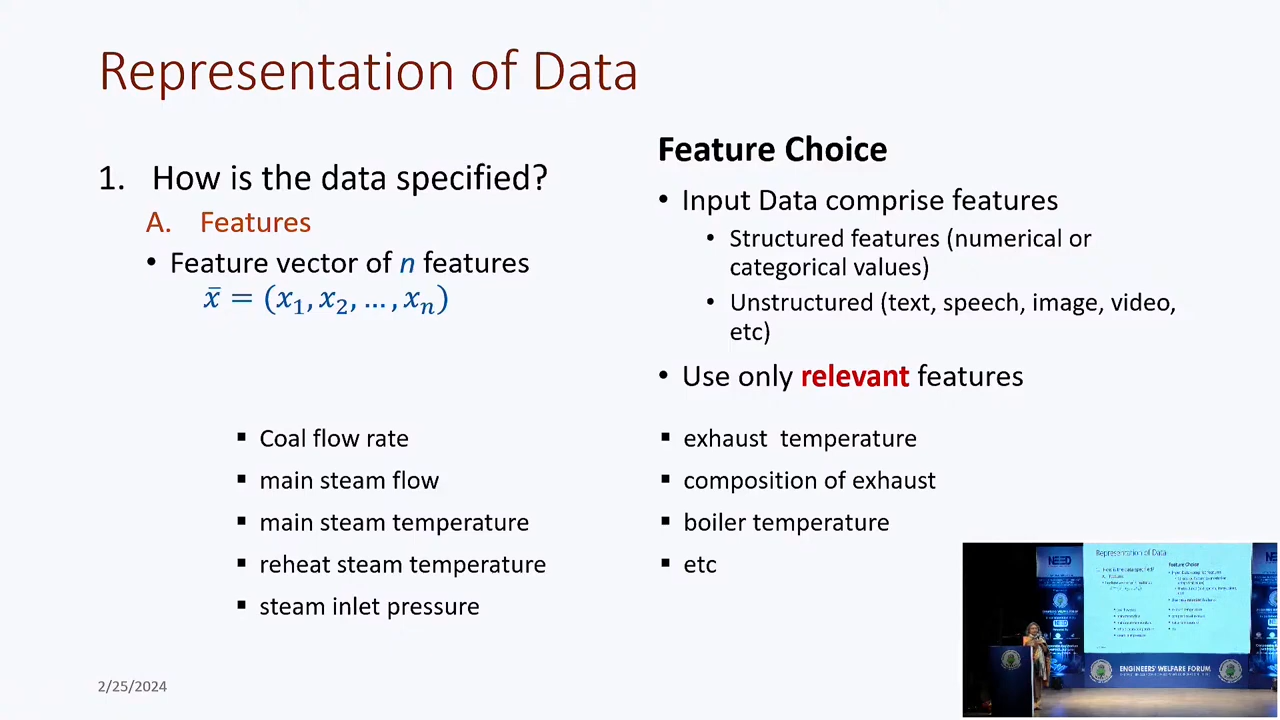 Representation of Data
1. How is the data specified?
A. Features
• Feature vector of n features
x̄ = (x₁, x₂, …, xₙ)
Feature Choice
• Input Data comprise features
• Structured features (numerical or
categorical values)
• Unstructured (text, speech, image, video,
etc)
• Use only relevant features
▪ Coal flow rate
▪ main steam flow
▪ main steam temperature
▪ reheat steam temperature
▪ steam inlet pressure
▪ exhaust temperature
▪ composition of exhaust
▪ boiler temperature
▪ etc
2/25/2024
NEED
Representation of Data
Feature Choice
ENGINEERS' WELFARE FORUM